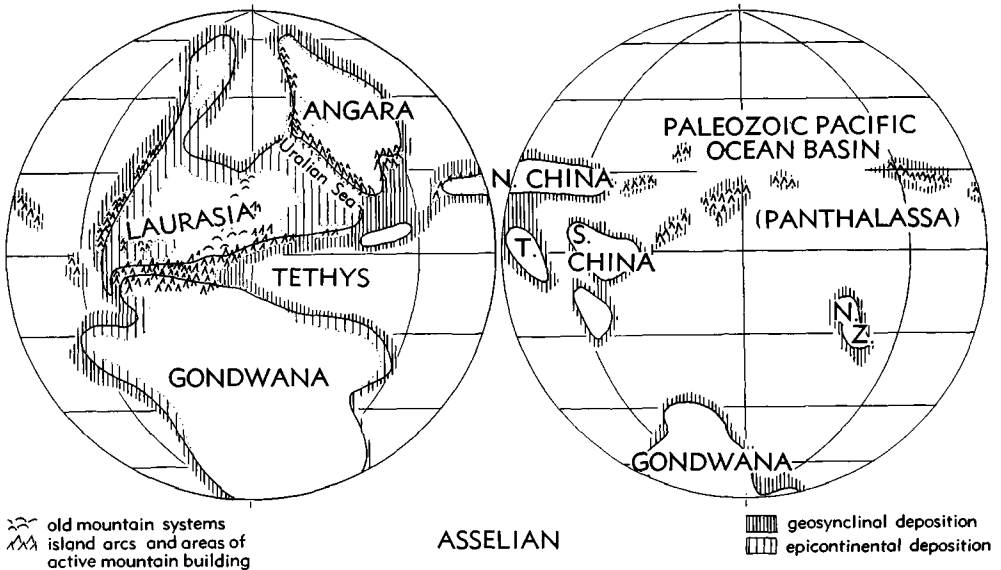 ANGARA
Uralian Sea
LAURASIA
TETHYS
GONDWANA
PALEOZOIC PACIFIC
OCEAN BASIN
N. CHINA
(PANTHALASSA)
T.
S.
CHINA
N.
Z.
GONDWANA
old mountain systems
island arcs and areas of
active mountain building
ASSELIAN
geosynclinal deposition
epicontinental deposition